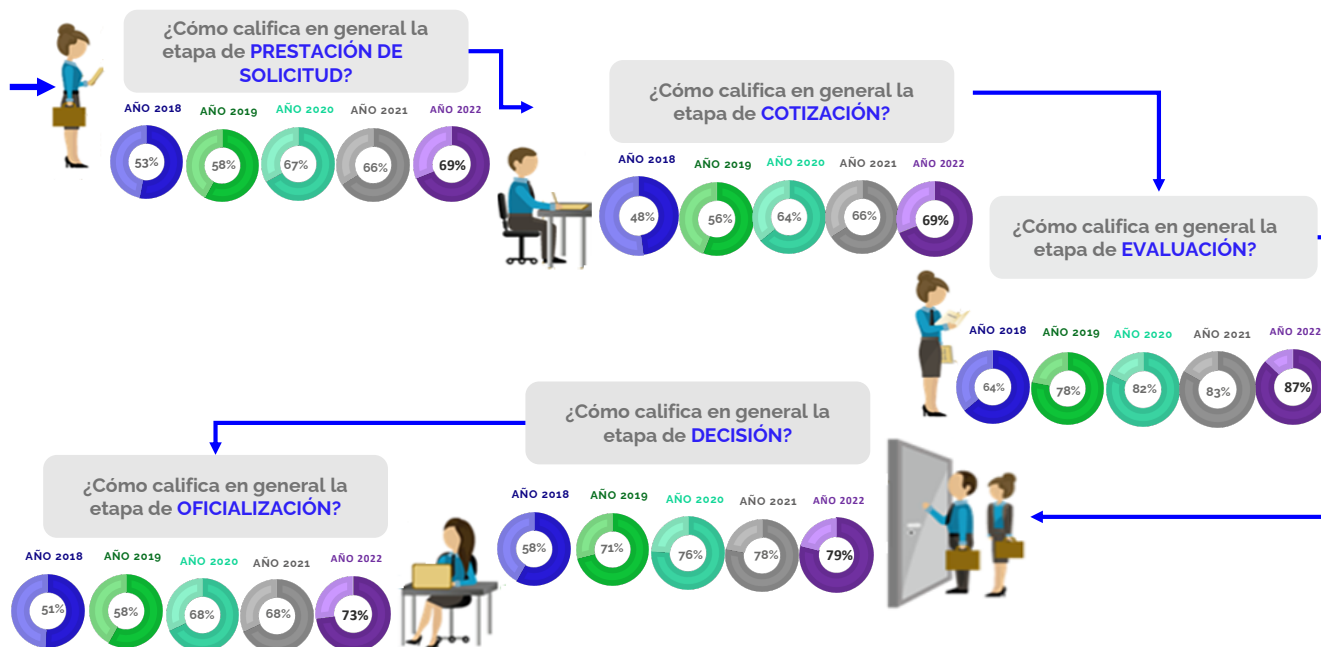 ¿Cómo califica en general la
etapa de PRESTACIÓN DE
SOLICITUD?
AÑO 2018
AÑO 2019
AÑO 2020
AÑO 2021
AÑO 2022
53%
58%
67%
66%
69%
¿Cómo califica en general la
etapa de COTIZACIÓN?
AÑO 2018
AÑO 2019
AÑO 2020
AÑO 2021
AÑO 2022
48%
56%
64%
66%
69%
¿Cómo califica en general la
etapa de EVALUACIÓN?
AÑO 2018
AÑO 2019
AÑO 2020
AÑO 2021
AÑO 2022
64%
78%
82%
83%
87%
¿Cómo califica en general la
etapa de DECISIÓN?
AÑO 2018
AÑO 2019
AÑO 2020
AÑO 2021
AÑO 2022
58%
71%
76%
78%
79%
¿Cómo califica en general la
etapa de OFICIALIZACIÓN?
AÑO 2018
AÑO 2019
AÑO 2020
AÑO 2021
AÑO 2022
51%
58%
68%
68%
73%